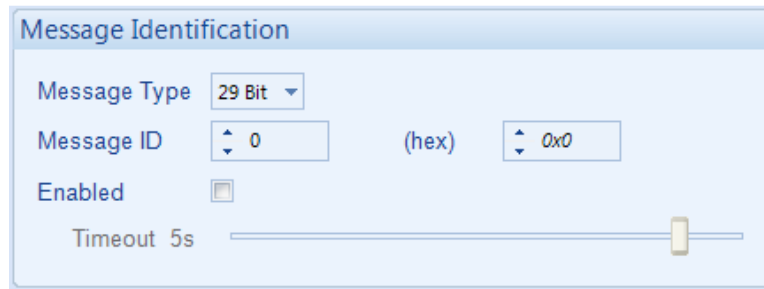 Message Identification
Message Type 29 Bit
Message ID 0 (hex) 0x0
Enabled
Timeout 5s